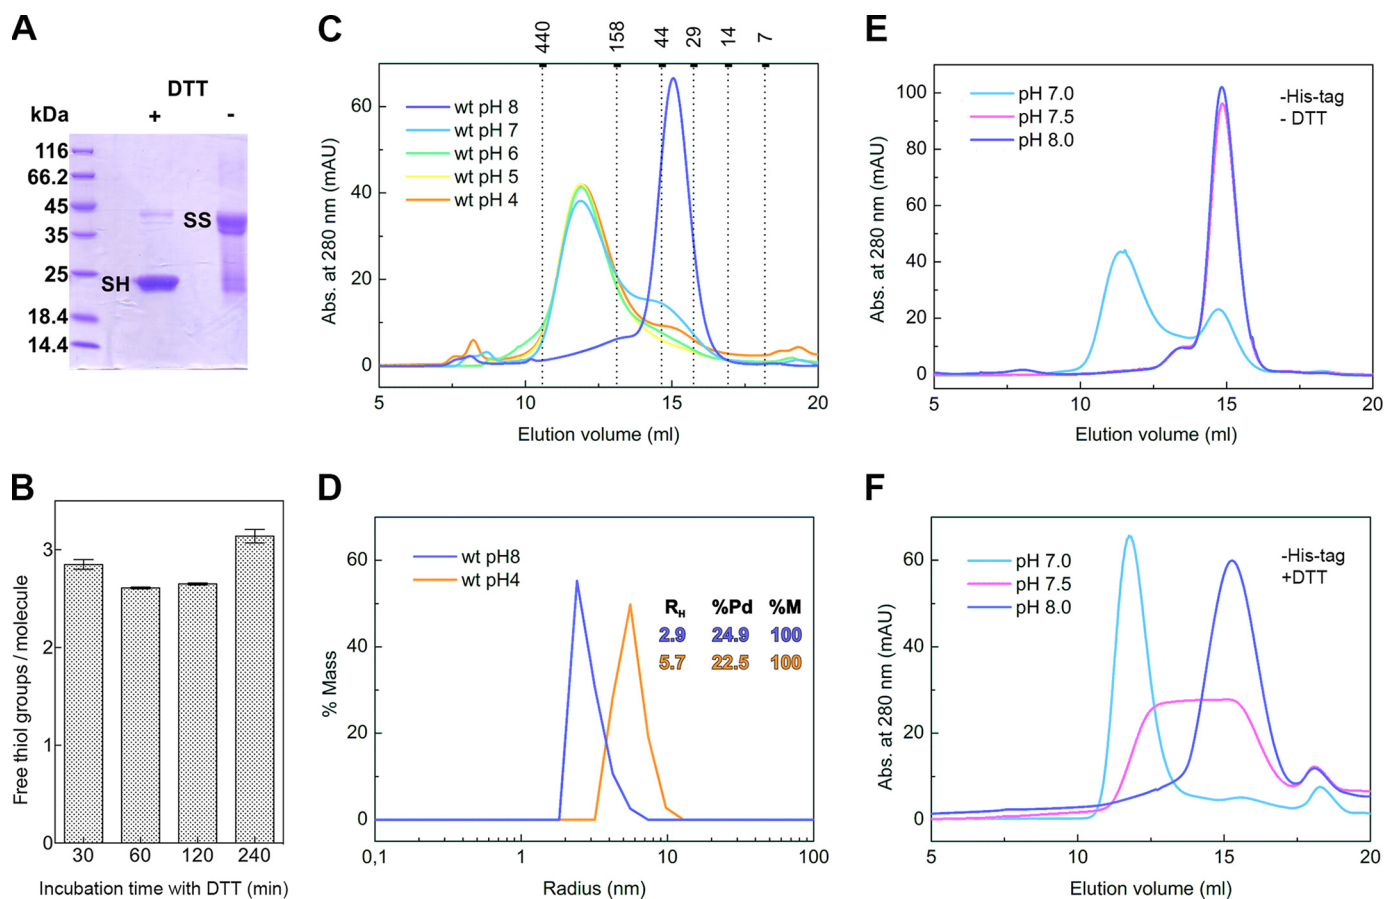 A
DTT
kDa
+
-
116
66.2
45
35
25
18.4
14.4
SS
SH
B
Free thiol groups / molecule
3
2
1
0
30 60 120 240
Incubation time with DTT (min)
C
440 158 44 29 14 7
Abs. at 280 nm (mAU)
60
40
20
0
wt pH 8
wt pH 7
wt pH 6
wt pH 5
wt pH 4
5 10 15 20
Elution volume (ml)
D
% Mass
60
40
20
0
wt pH8
wt pH4
RH %Pd %M
2.9 24.9 100
5.7 22.5 100
0,1 1 10 100
Radius (nm)
E
Abs. at 280 nm (mAU)
100
80
60
40
20
0
pH 7.0
pH 7.5
pH 8.0
-His-tag
- DTT
5 10 15 20
Elution volume (ml)
F
Abs. at 280 nm (mAU)
60
40
20
0
pH 7.0
pH 7.5
pH 8.0
-His-tag
+DTT
5 10 15 20
Elution volume (ml)